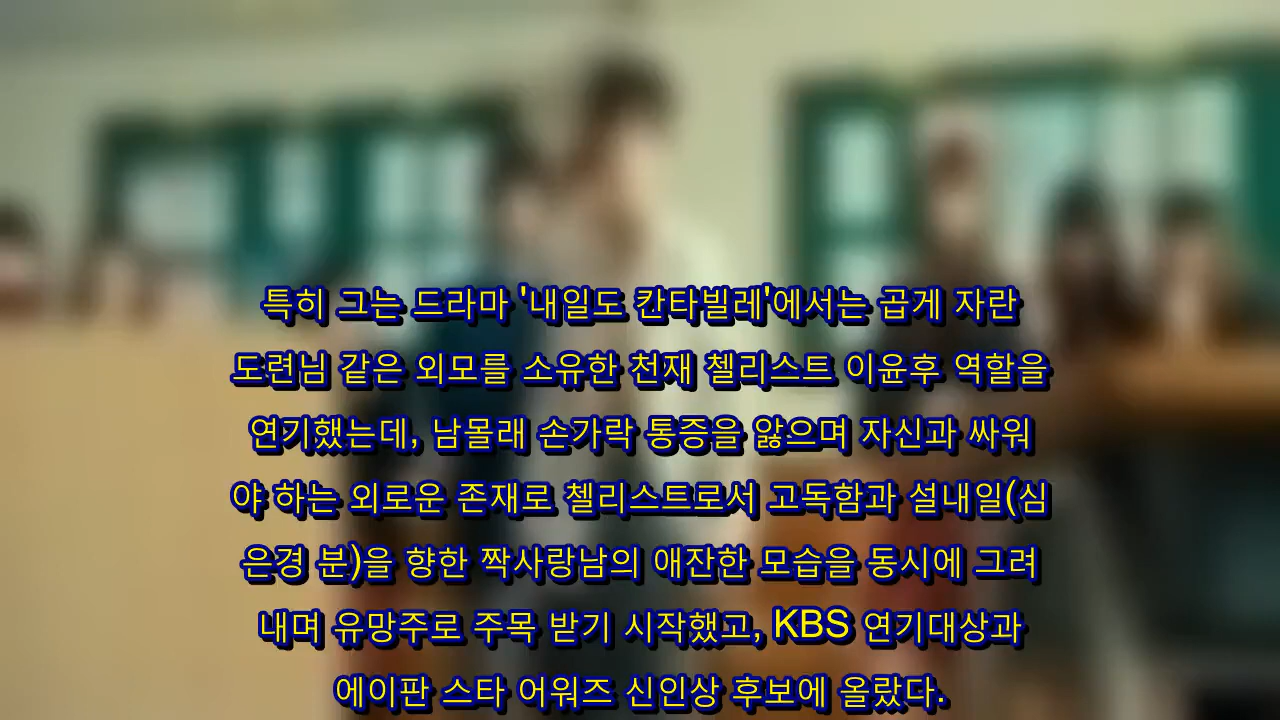 특히 그는 드라마 '내일도 칸타빌레'에서는 곱게 자란
도련님 같은 외모를 소유한 천재 첼리스트 이윤후 역할을
연기했는데, 남몰래 손가락 통증을 앓으며 자신과 싸워
야 하는 외로운 존재로 첼리스트로서 고독함과 설내일(심
은경 분)을 향한 짝사랑남의 애잔한 모습을 동시에 그려
내며 유망주로 주목 받기 시작했고, KBS 연기대상과
에이판 스타 어워즈 신인상 후보에 올랐다.